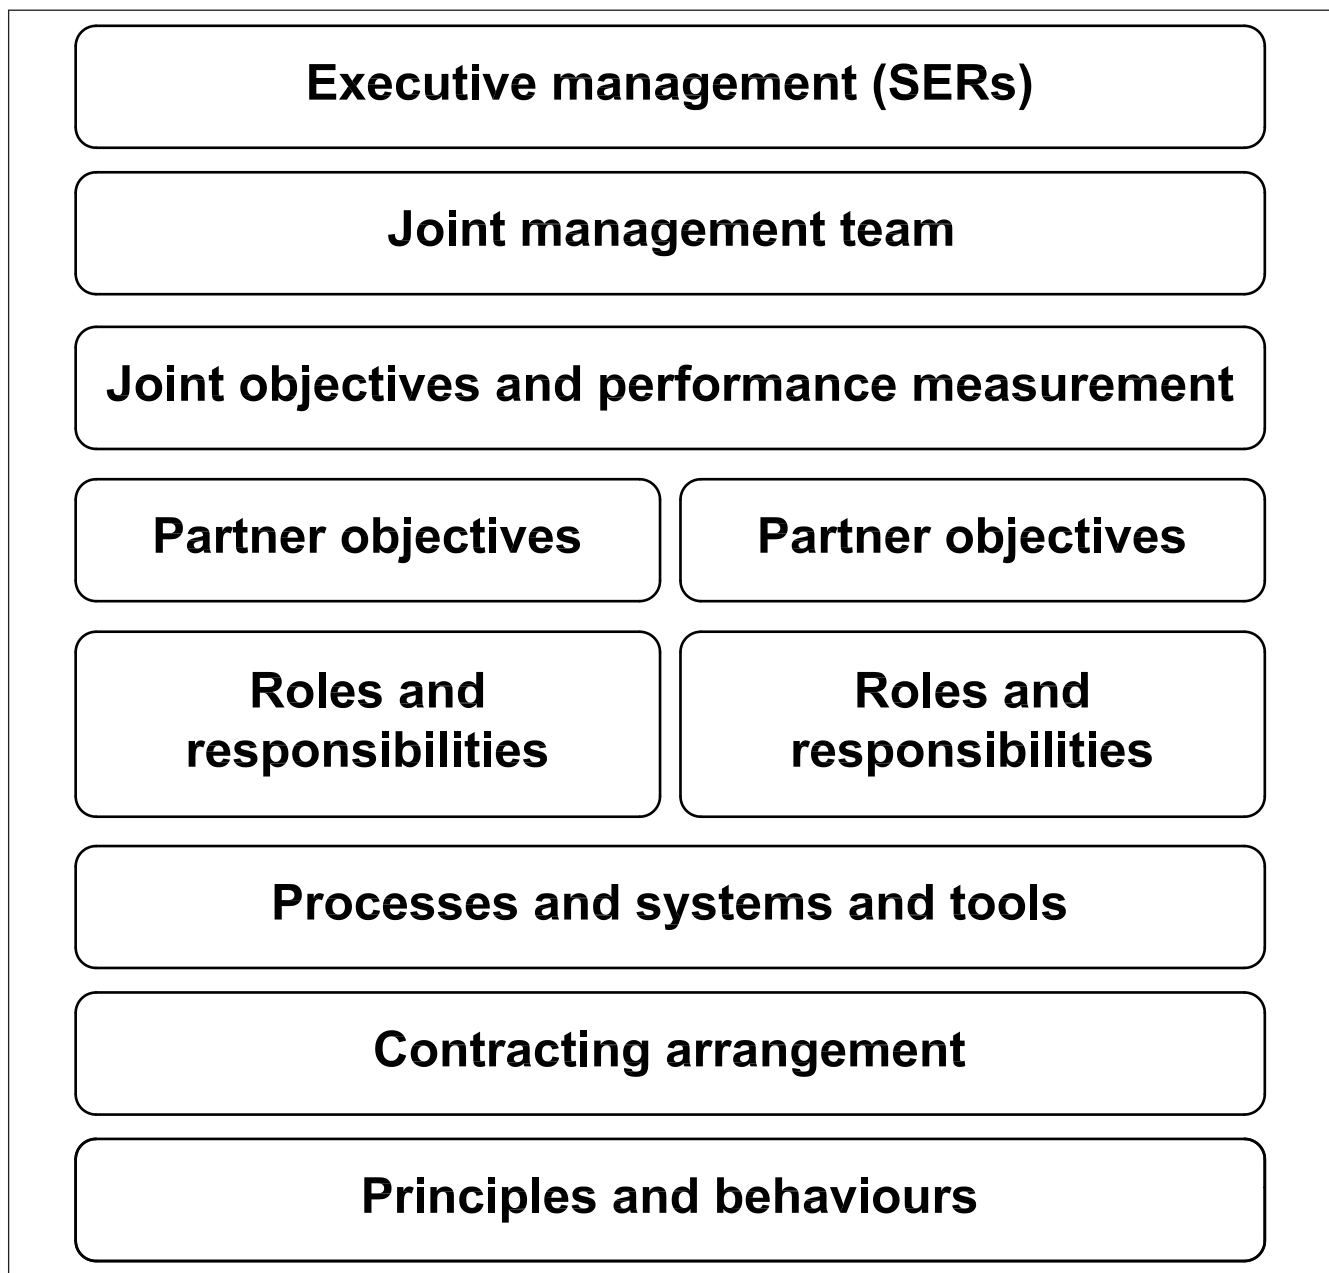 Executive management (SERs)
Joint management team
Joint objectives and performance measurement
Partner objectives
Partner objectives
Roles and
responsibilities
Roles and
responsibilities
Processes and systems and tools
Contracting arrangement
Principles and behaviours